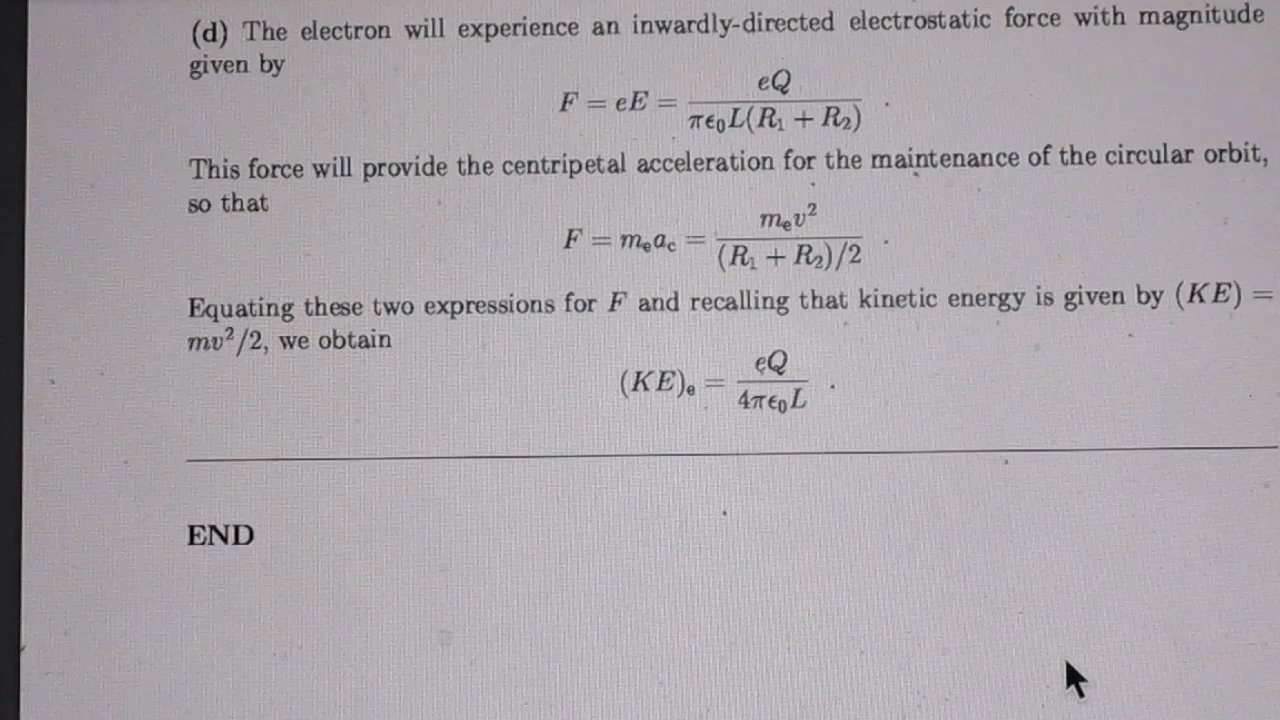 (d) The electron will experience an inwardly-directed electrostatic force with magnitude
given by
F = eE = eQ / πϵ₀L(R₁ + R₂) .
This force will provide the centripetal acceleration for the maintenance of the circular orbit,
so that
F = mₑa_c = mₑv² / (R₁ + R₂)/2 .
Equating these two expressions for F and recalling that kinetic energy is given by (KE) =
mv²/2, we obtain
(KE)ₑ = eQ / 4πϵ₀L .
END